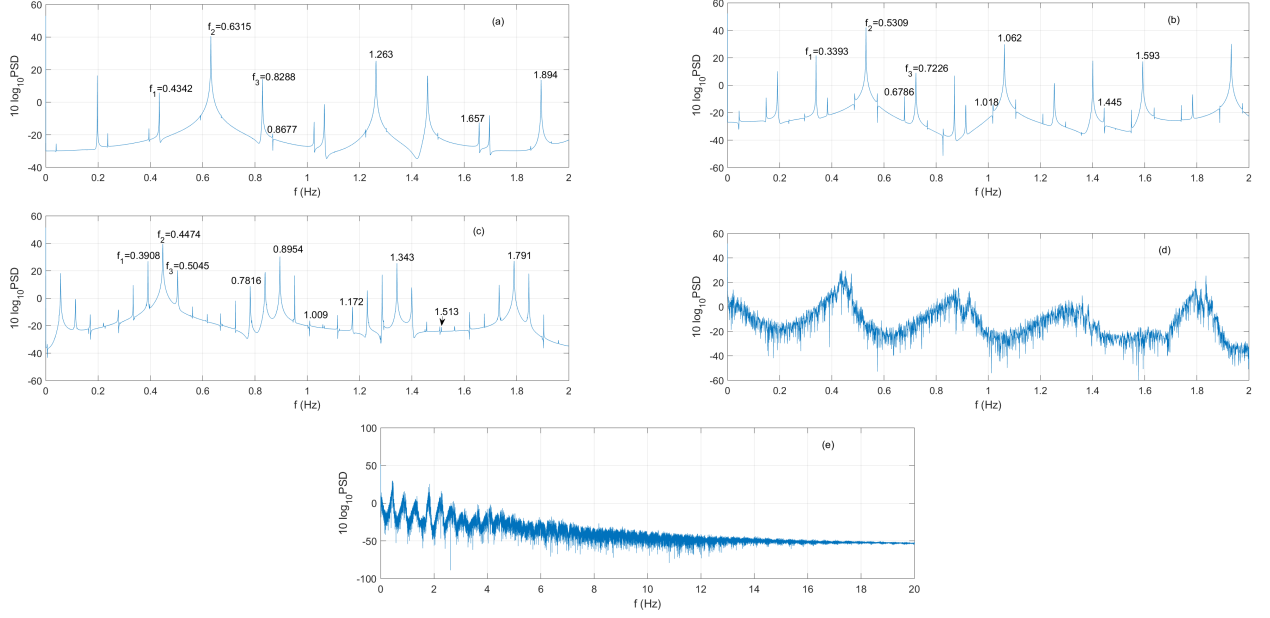 (a)
f2=0.6315
f1=0.4342
f3=0.8288
0.8677
1.263
1.657
1.894
10 log10PSD
60
40
20
0
-20
-40
0 0.2 0.4 0.6 0.8 1 1.2 1.4 1.6 1.8 2
f (Hz)
(b)
f2=0.5309
f1=0.3393
f3=0.7226
0.6786
1.018
1.062
1.445
1.593
10 log10PSD
60
40
20
0
-20
-40
-60
0 0.2 0.4 0.6 0.8 1 1.2 1.4 1.6 1.8 2
f (Hz)
(c)
f2=0.4474
f1=0.3908
f3=0.5045
0.7816
0.8954
1.009
1.172
1.343
1.513
1.791
10 log10PSD
60
40
20
0
-20
-40
-60
0 0.2 0.4 0.6 0.8 1 1.2 1.4 1.6 1.8 2
f (Hz)
(d)
10 log10PSD
60
40
20
0
-20
-40
-60
0 0.2 0.4 0.6 0.8 1 1.2 1.4 1.6 1.8 2
f (Hz)
(e)
10 log10PSD
100
50
0
-50
-100
0 2 4 6 8 10 12 14 16 18 20
f (Hz)